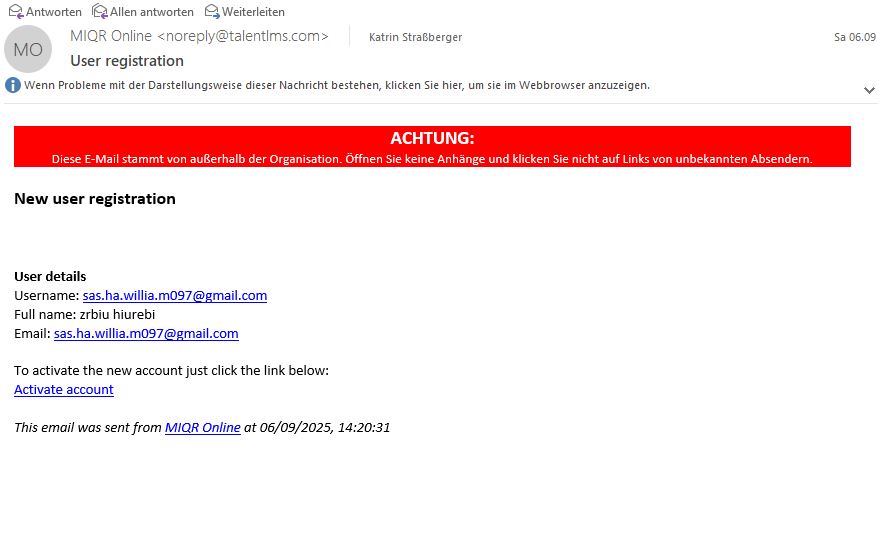 Antworten Allen antworten Weiterleiten
MO
MIQR Online <noreply@talentlms.com> Katrin Straßberger Sa 06.09
User registration
Wenn Probleme mit der Darstellungsweise dieser Nachricht bestehen, klicken Sie hier, um sie im Webbrowser anzuzeigen.
ACHTUNG:
Diese E-Mail stammt von außerhalb der Organisation. Öffnen Sie keine Anhänge und klicken Sie nicht auf Links von unbekannten Absendern.
New user registration
User details
Username: sas.ha.willia.m097@gmail.com
Full name: zrbiu hiurebi
Email: sas.ha.willia.m097@gmail.com
To activate the new account just click the link below:
Activate account
This email was sent from MIQR Online at 06/09/2025, 14:20:31